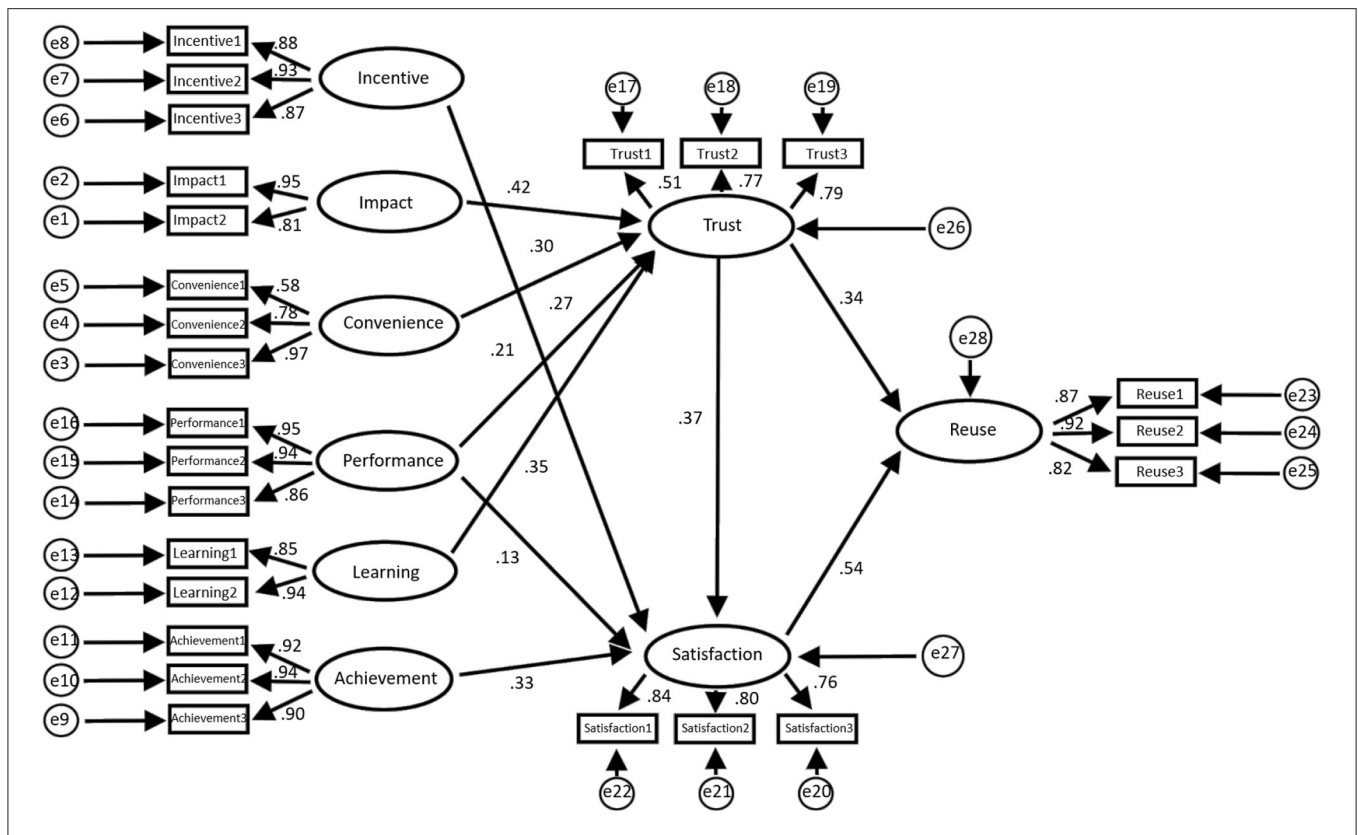 e8 Incentive1 .88
e7 Incentive2 .93
e6 Incentive3 .87
Incentive
e2 Impact1 .95
e1 Impact2 .81
Impact
e5 Convenience1 .58
e4 Convenience2 .78
e3 Convenience3 .97
Convenience
e16 Performance1 .95
e15 Performance2 .94
e14 Performance3 .86
Performance
e13 Learning1 .85
e12 Learning2 .94
Learning
e11 Achievement1 .92
e10 Achievement2 .94
e9 Achievement3 .90
Achievement
.42
.30
.27
.21
.35
.13
.33
e17 e18 e19
Trust1 Trust2 Trust3
.51 .77 .79
Trust
e26
.37
.34
.54
Satisfaction
e27
.84 .80 .76
Satisfaction1 Satisfaction2 Satisfaction3
e22 e21 e20
e28
Reuse
.87 Reuse1 e23
.92 Reuse2 e24
.82 Reuse3 e25